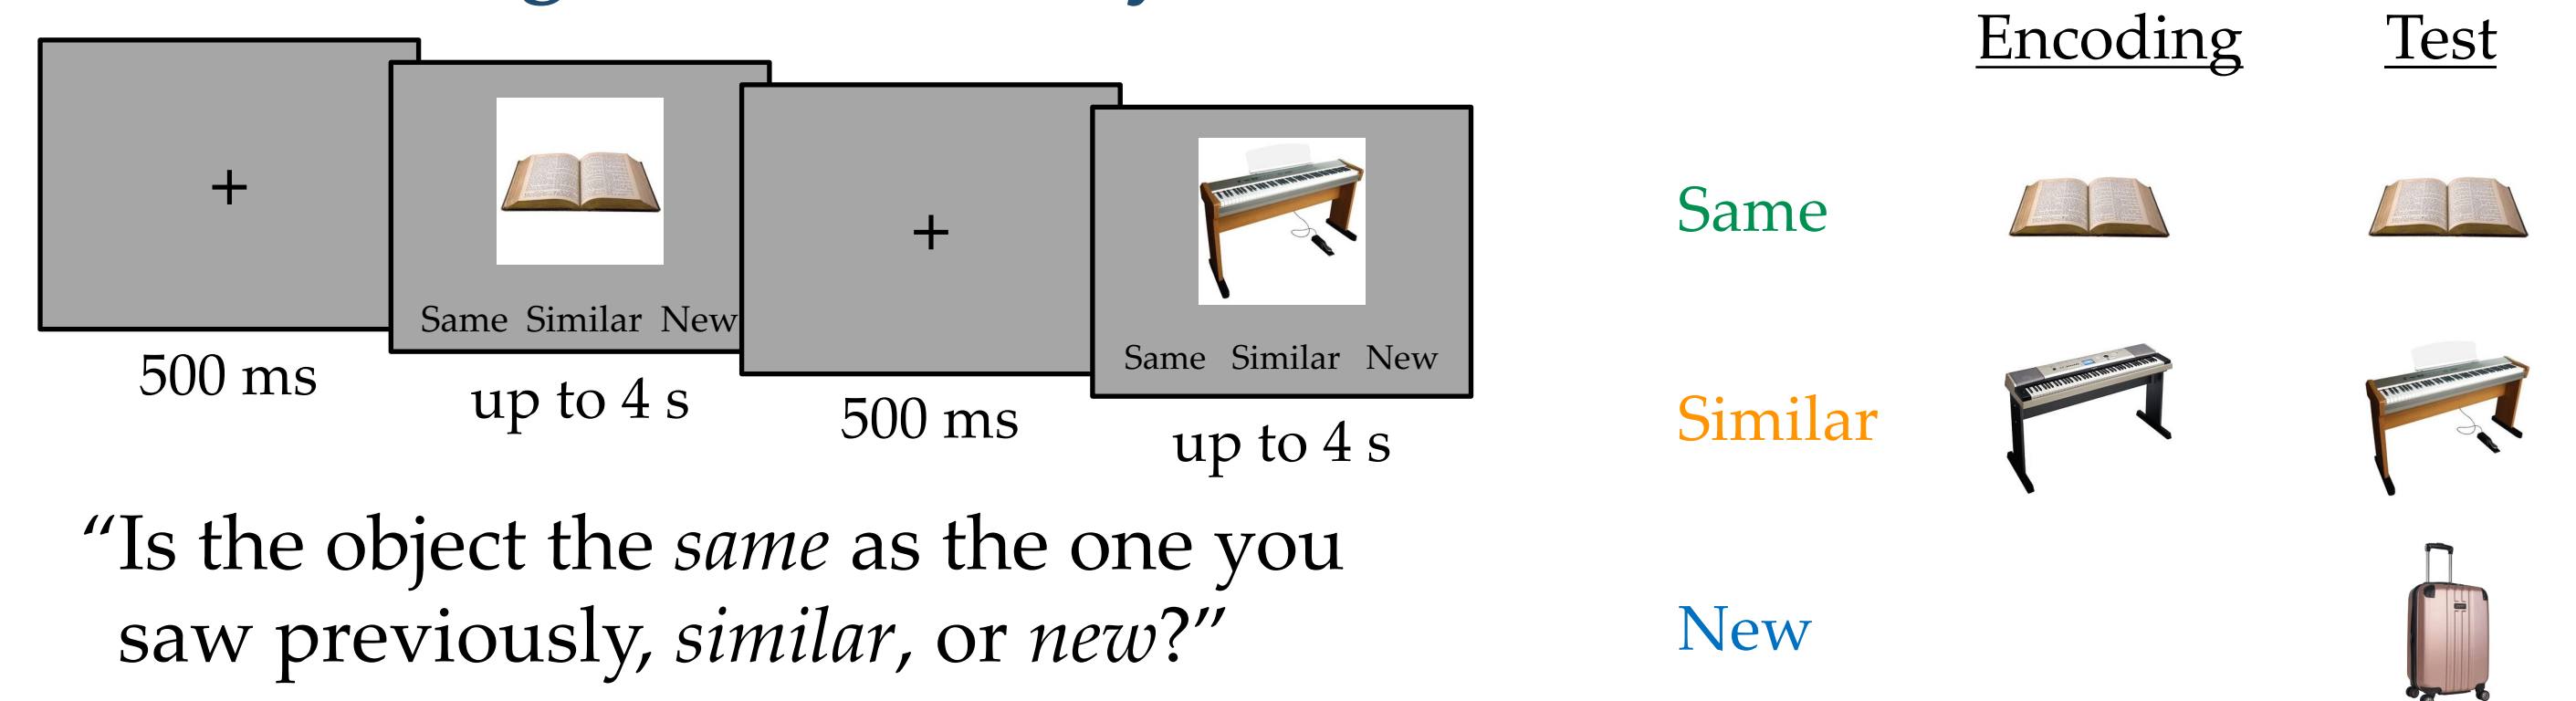 +
Same Similar New
+
Same Similar New
500 ms
up to 4 s
500 ms
up to 4 s
“Is the object the same as the one you
saw previously, similar, or new?”
Encoding Test
Same
Similar
New